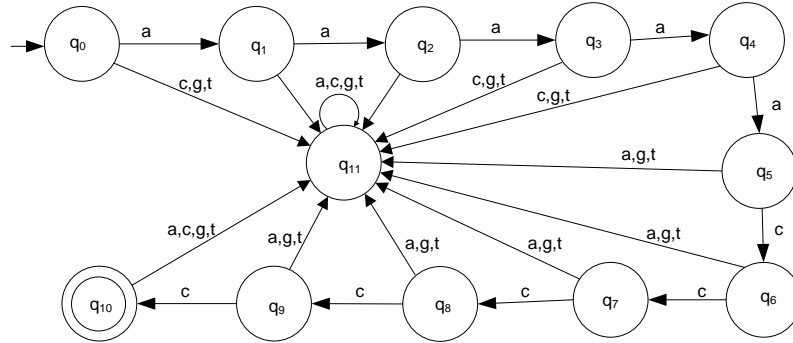 a a a a
q0 q1 q2 q3 q4
c,g,t a,c,g,t c,g,t c,g,t a
q11 a,g,t q5
a,c,g,t a,g,t a,g,t a,g,t a,g,t c
q10 c q9 c q8 c q7 c q6